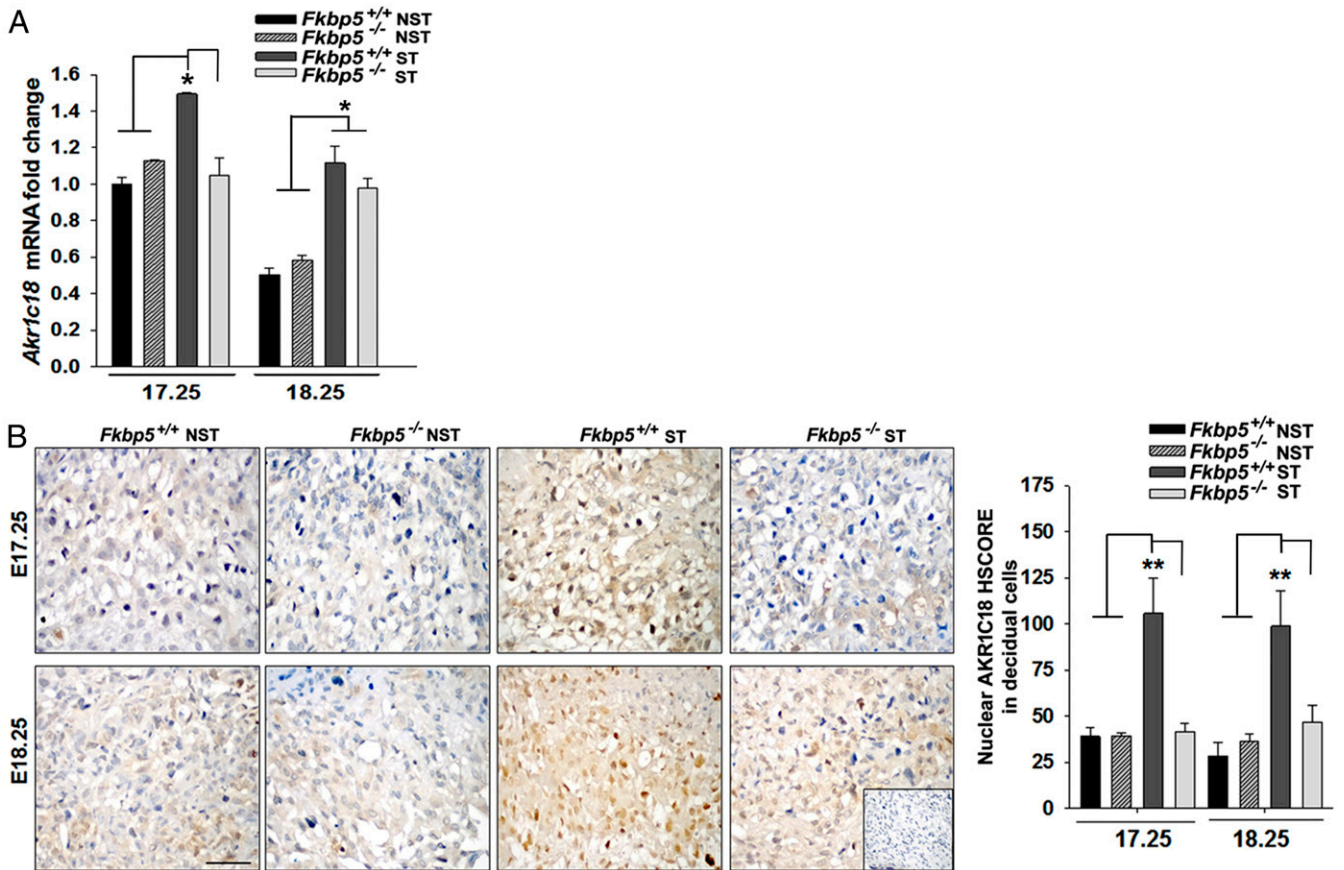 A
Fkbp5+/+ NST
Fkbp5-/- NST
Fkbp5+/+ ST
Fkbp5-/- ST
Akr1c18 mRNA fold change
1.6
1.4
1.2
1.0
0.8
0.6
0.4
0.2
0.0
*
*
17.25
18.25
B
Fkbp5+/+ NST
Fkbp5-/- NST
Fkbp5+/+ ST
Fkbp5-/- ST
E17.25
E18.25
Fkbp5+/+ NST
Fkbp5-/- NST
Fkbp5+/+ ST
Fkbp5-/- ST
Nuclear AKR1C18 HSCORE
in decidual cells
175
150
125
100
75
50
25
0
**
**
17.25
18.25